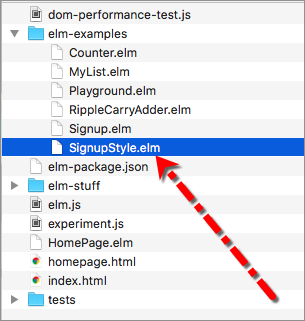 dom-performance-test.js
elm-examples
Counter.elm
MyList.elm
Playground.elm
RippleCarryAdder.elm
Signup.elm
SignupStyle.elm
elm-package.json
elm-stuff
elm.js
experiment.js
HomePage.elm
homepage.html
index.html
tests